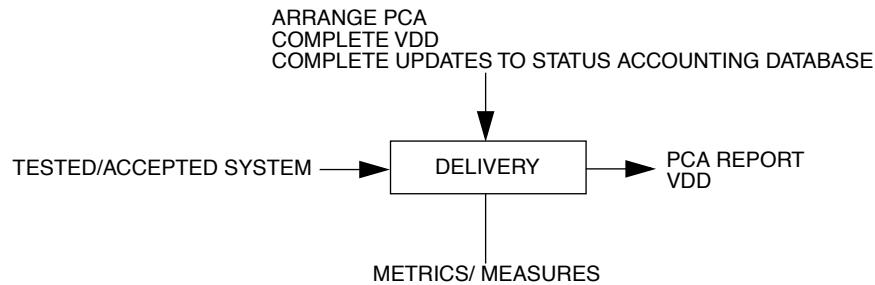 ARRANGE PCA
COMPLETE VDD
COMPLETE UPDATES TO STATUS ACCOUNTING DATABASE
TESTED/ACCEPTED SYSTEM
DELIVERY
PCA REPORT
VDD
METRICS/ MEASURES